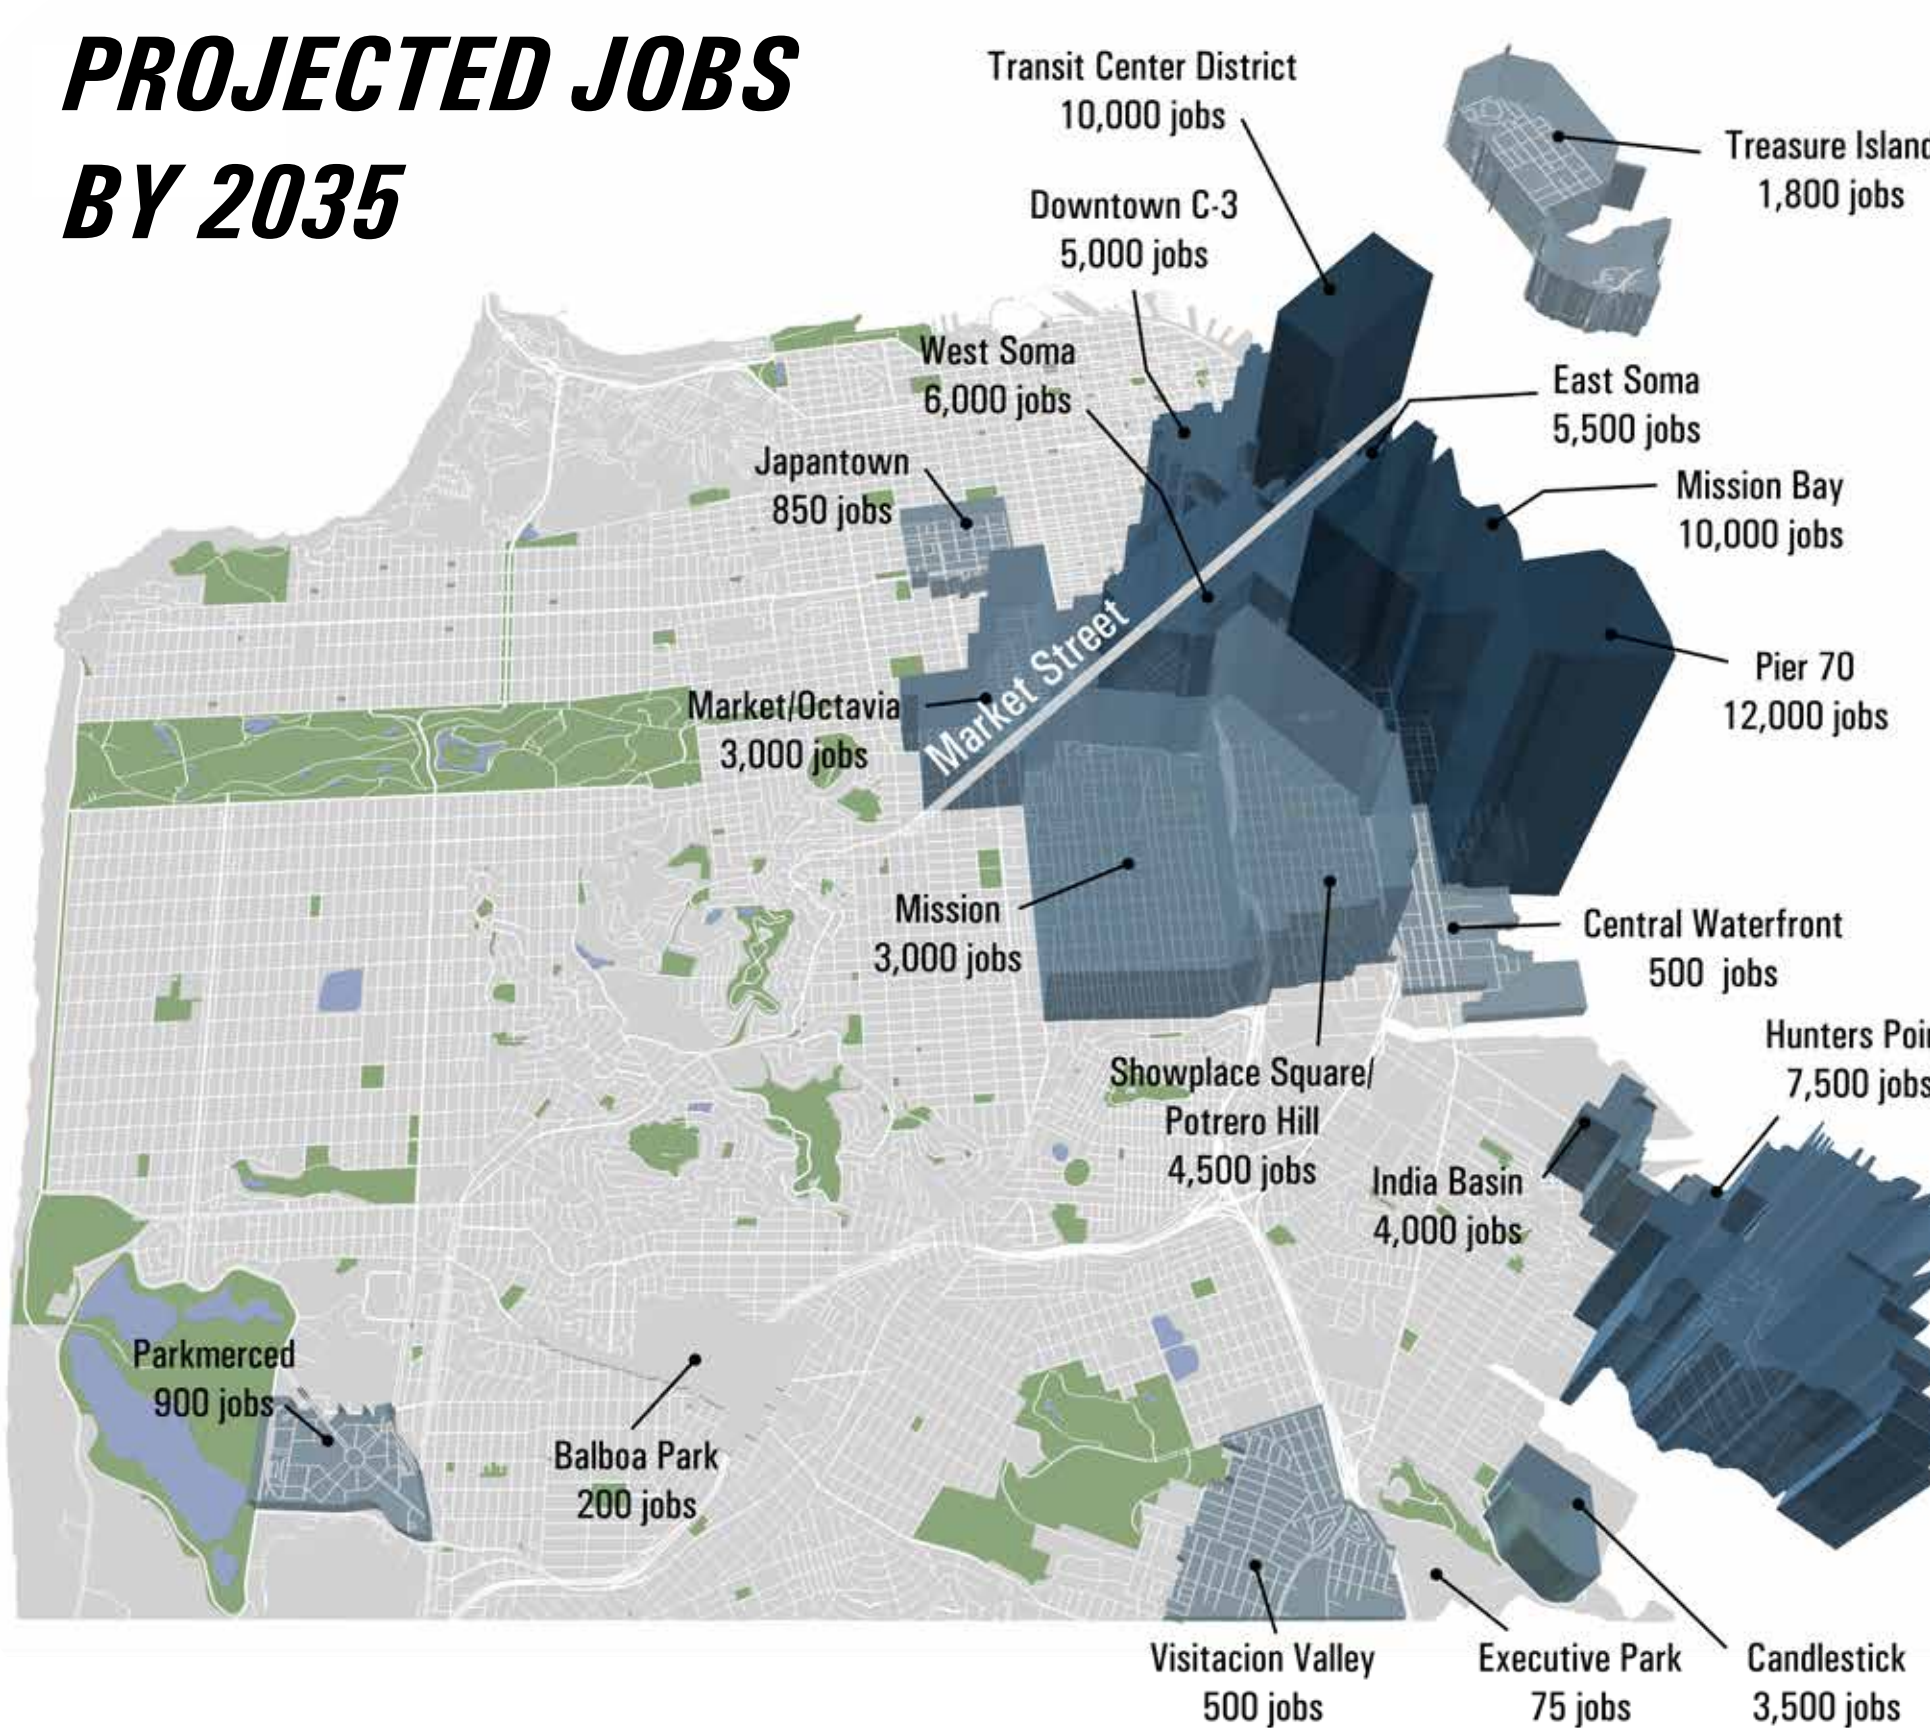 PROJECTED JOBS
BY 2035
Transit Center District
10,000 jobs
Treasure Island
1,800 jobs
Downtown C-3
5,000 jobs
West Soma
6,000 jobs
East Soma
5,500 jobs
Japantown
850 jobs
Mission Bay
10,000 jobs
Market Street
Pier 70
12,000 jobs
Market/Octavia
3,000 jobs
Mission
3,000 jobs
Central Waterfront
500 jobs
Hunters Poi
7,500 jobs
Showplace Square/
Potrero Hill
4,500 jobs
India Basin
4,000 jobs
Parkmerced
900 jobs
Balboa Park
200 jobs
Visitacion Valley
500 jobs
Executive Park
75 jobs
Candlestick
3,500 jobs